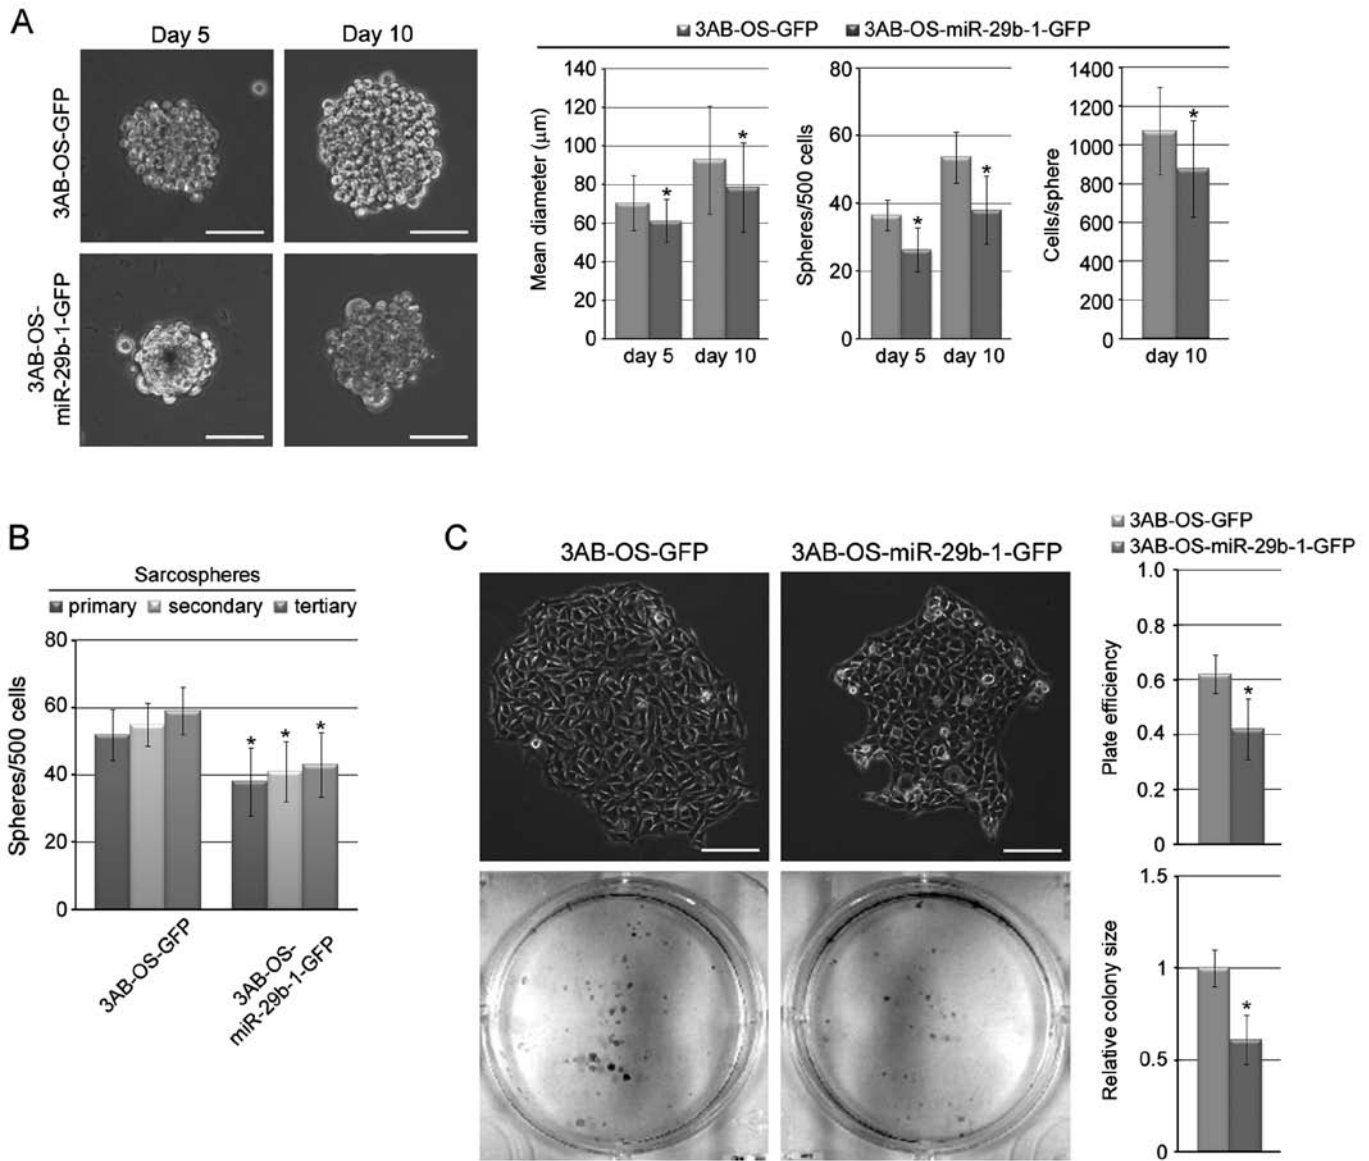 A
Day 5
Day 10
3AB-OS-GFP
3AB-OS-
miR-29b-1-GFP
3AB-OS-GFP
3AB-OS-miR-29b-1-GFP
Mean diameter (µm)
140
120
100
80
60
40
20
0
*
*
day 5
day 10
Spheres/500 cells
80
60
40
20
0
*
*
day 5
day 10
Cells/sphere
1400
1200
1000
800
600
400
200
0
*
day 10
B
Sarcospheres
primary
secondary
tertiary
Spheres/500 cells
80
60
40
20
0
*
*
*
3AB-OS-GFP
3AB-OS-
miR-29b-1-GFP
C
3AB-OS-GFP
3AB-OS-miR-29b-1-GFP
3AB-OS-GFP
3AB-OS-miR-29b-1-GFP
Plate efficiency
1.0
0.8
0.6
0.4
0.2
0
*
Relative colony size
1.5
1
0.5
0
*